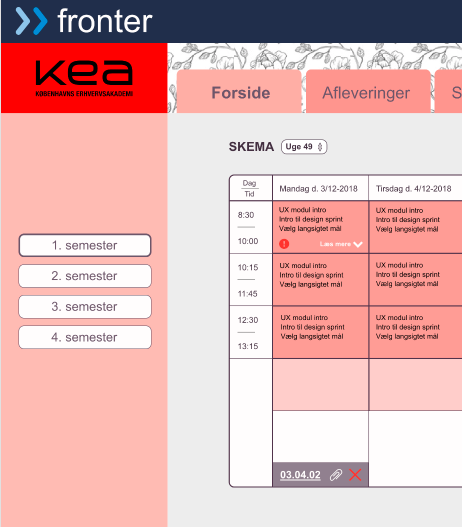 fronter
kea
KØBENHAVNS ERHVERVSAKADEMI
Forside
Afleveringer
S
SKEMA
Uge 49
1. semester
2. semester
3. semester
4. semester
Dag
Tid
Mandag d. 3/12-2018
Tirsdag d. 4/12-2018
8:30
10:00
UX modul intro
Intro til design sprint
Vælg langsigtet mål
!
Læs mere
UX modul intro
Intro til design sprint
Vælg langsigtet mål
10:15
11:45
UX modul intro
Intro til design sprint
Vælg langsigtet mål
UX modul intro
Intro til design sprint
Vælg langsigtet mål
12:30
13:15
UX modul intro
Intro til design sprint
Vælg langsigtet mål
UX modul intro
Intro til design sprint
Vælg langsigtet mål
03.04.02